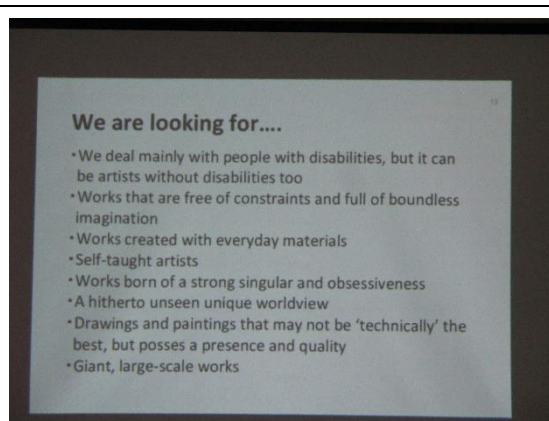 We are looking for....
•We deal mainly with people with disabilities, but it can
be artists without disabilities too
•Works that are free of constraints and full of boundless
imagination
•Works created with everyday materials
•Self-taught artists
•Works born of a strong singular and obsessiveness
•A hitherto unseen unique worldview
•Drawings and paintings that may not be ‘technically’ the
best, but posses a presence and quality
•Giant, large-scale works